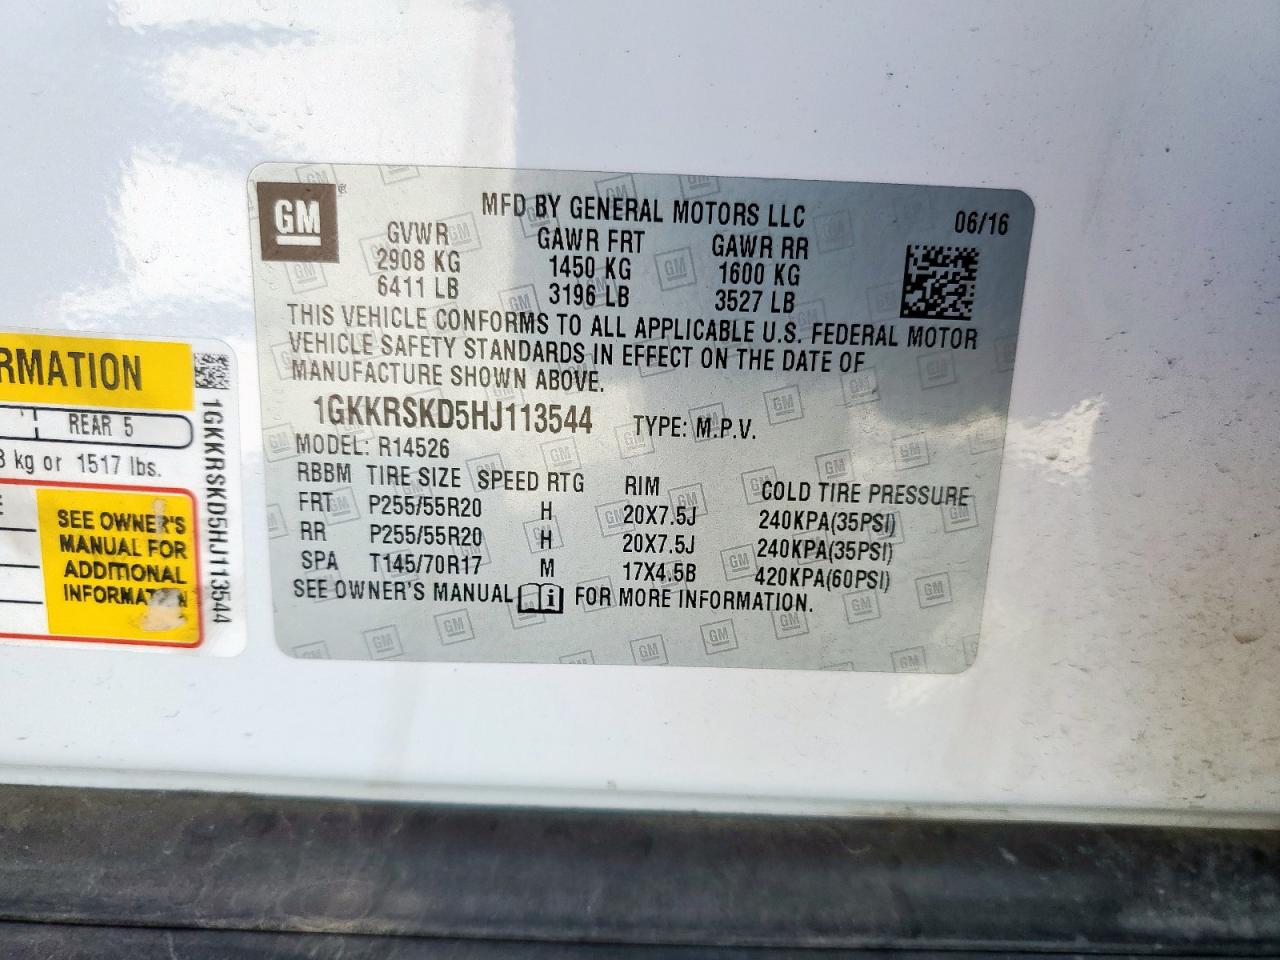 GM
®
MFD BY GENERAL MOTORS LLC
06/16
GVWR GAWR FRT GAWR RR
2908 KG 1450 KG 1600 KG
6411 LB 3196 LB 3527 LB
THIS VEHICLE CONFORMS TO ALL APPLICABLE U.S. FEDERAL MOTOR
VEHICLE SAFETY STANDARDS IN EFFECT ON THE DATE OF
MANUFACTURE SHOWN ABOVE.
1GKKRSKD5HJ113544 TYPE: M.P.V.
MODEL: R14526
RBBM TIRE SIZE SPEED RTG RIM COLD TIRE PRESSURE
FRT P255/55R20 H 20X7.5J 240KPA(35PSI)
RR P255/55R20 H 20X7.5J 240KPA(35PSI)
SPA T145/70R17 M 17X4.5B 420KPA(60PSI)
SEE OWNER'S MANUAL i FOR MORE INFORMATION.
RMATION
REAR 5
kg or 1517 lbs.
SEE OWNER'S
MANUAL FOR
ADDITIONAL
INFORMATION
1GKKRSKD5HJ113544